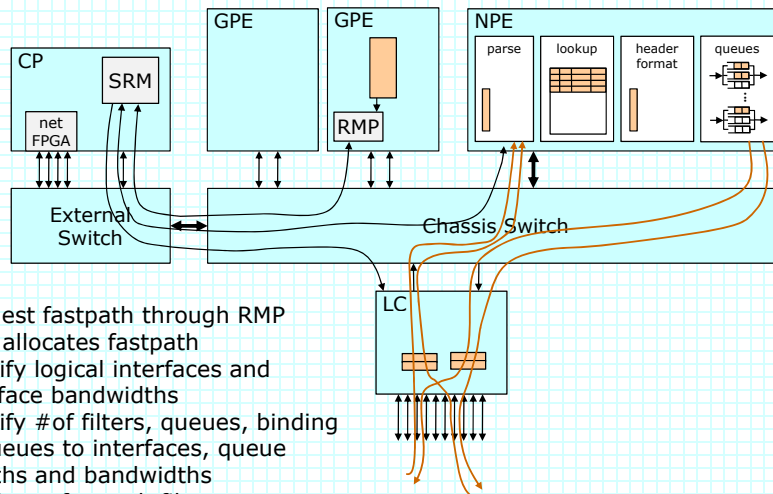 GPE
GPE
NPE
CP
SRM
net
FPGA
RMP
parse
lookup
header
format
queues
External
Switch
Chassis Switch
LC
est fastpath through RMP
allocates fastpath
ify logical interfaces and
face bandwidths
ify #of filters, queues, binding
ueues to interfaces, queue
ths and bandwidths